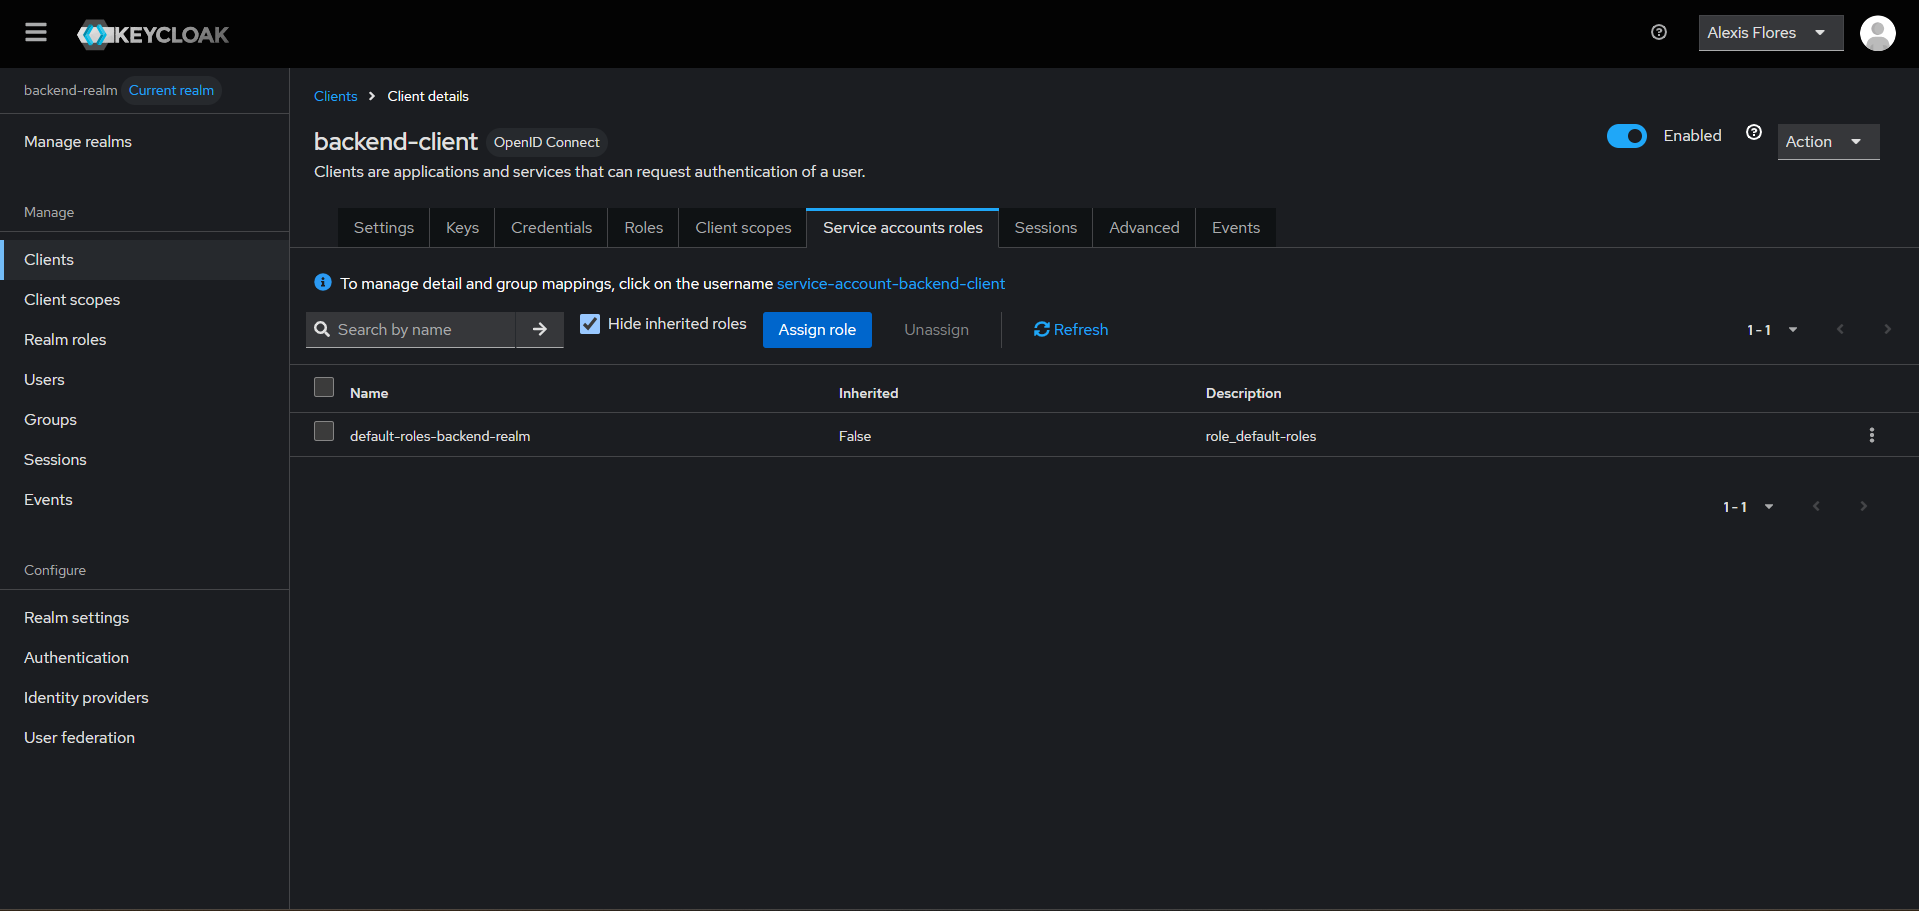 KEYCLOAK
Alexis Flores
backend-realm Current realm
Manage realms
Manage
Clients
Client scopes
Realm roles
Users
Groups
Sessions
Events
Configure
Realm settings
Authentication
Identity providers
User federation
Clients > Client details
backend-client OpenID Connect
Enabled
Action
Clients are applications and services that can request authentication of a user.
Settings Keys Credentials Roles Client scopes Service accounts roles Sessions Advanced Events
To manage detail and group mappings, click on the username service-account-backend-client
Search by name Hide inherited roles Assign role Unassign Refresh 1 - 1
Name Inherited Description
default-roles-backend-realm False role_default-roles
1 - 1